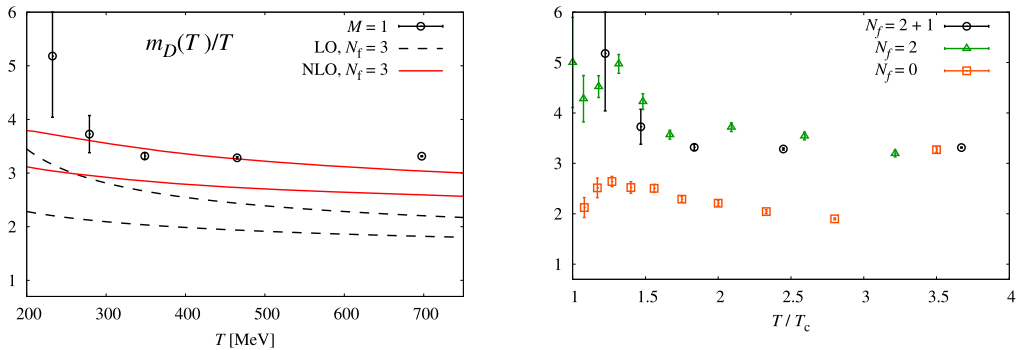 6
5
4
3
2
1
200
300
400
500
600
700
T [MeV]
m_D(T)/T
M = 1
LO, N_f = 3
NLO, N_f = 3
6
5
4
3
2
1
1
1.5
2
2.5
3
3.5
4
T / T_c
N_f = 2 + 1
N_f = 2
N_f = 0